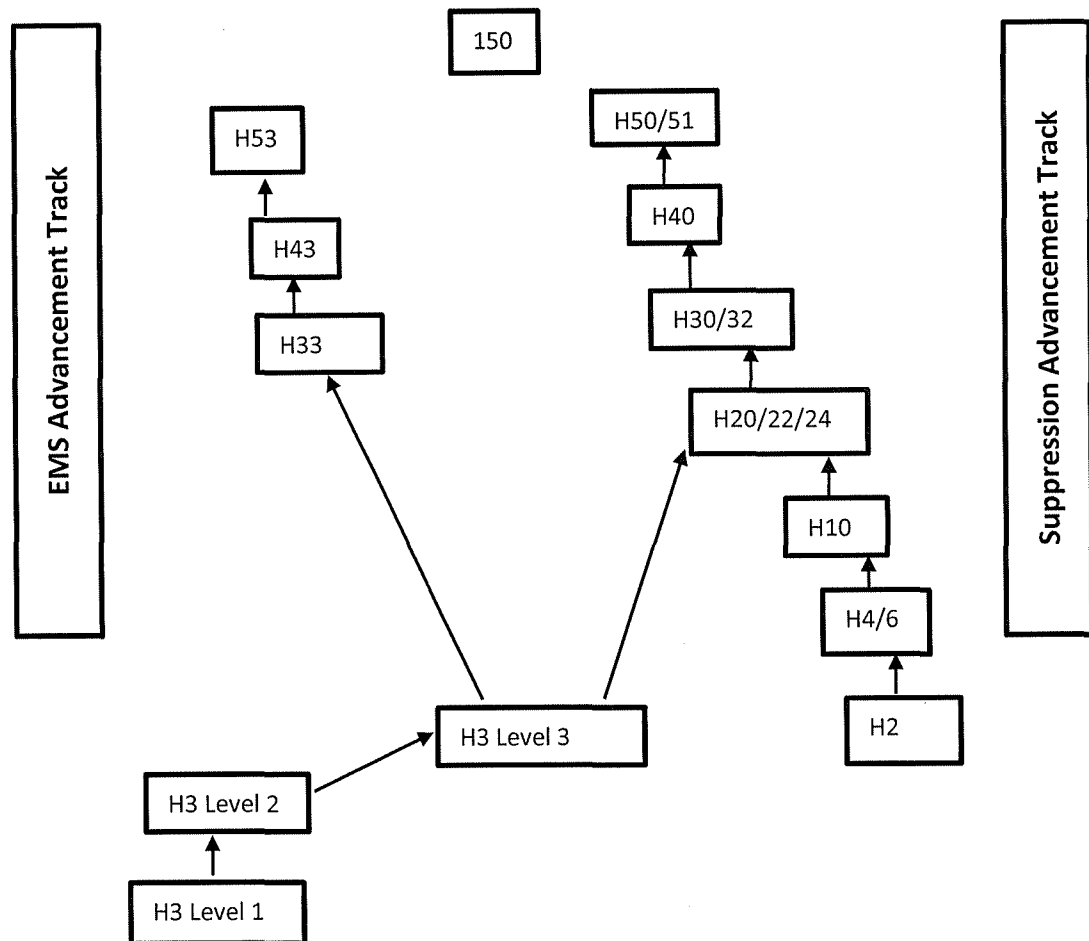 150
EMS Advancement Track
Suppression Advancement Track
H53
H50/51
H43
H40
H33
H30/32
H20/22/24
H10
H4/6
H2
H3 Level 3
H3 Level 2
H3 Level 1